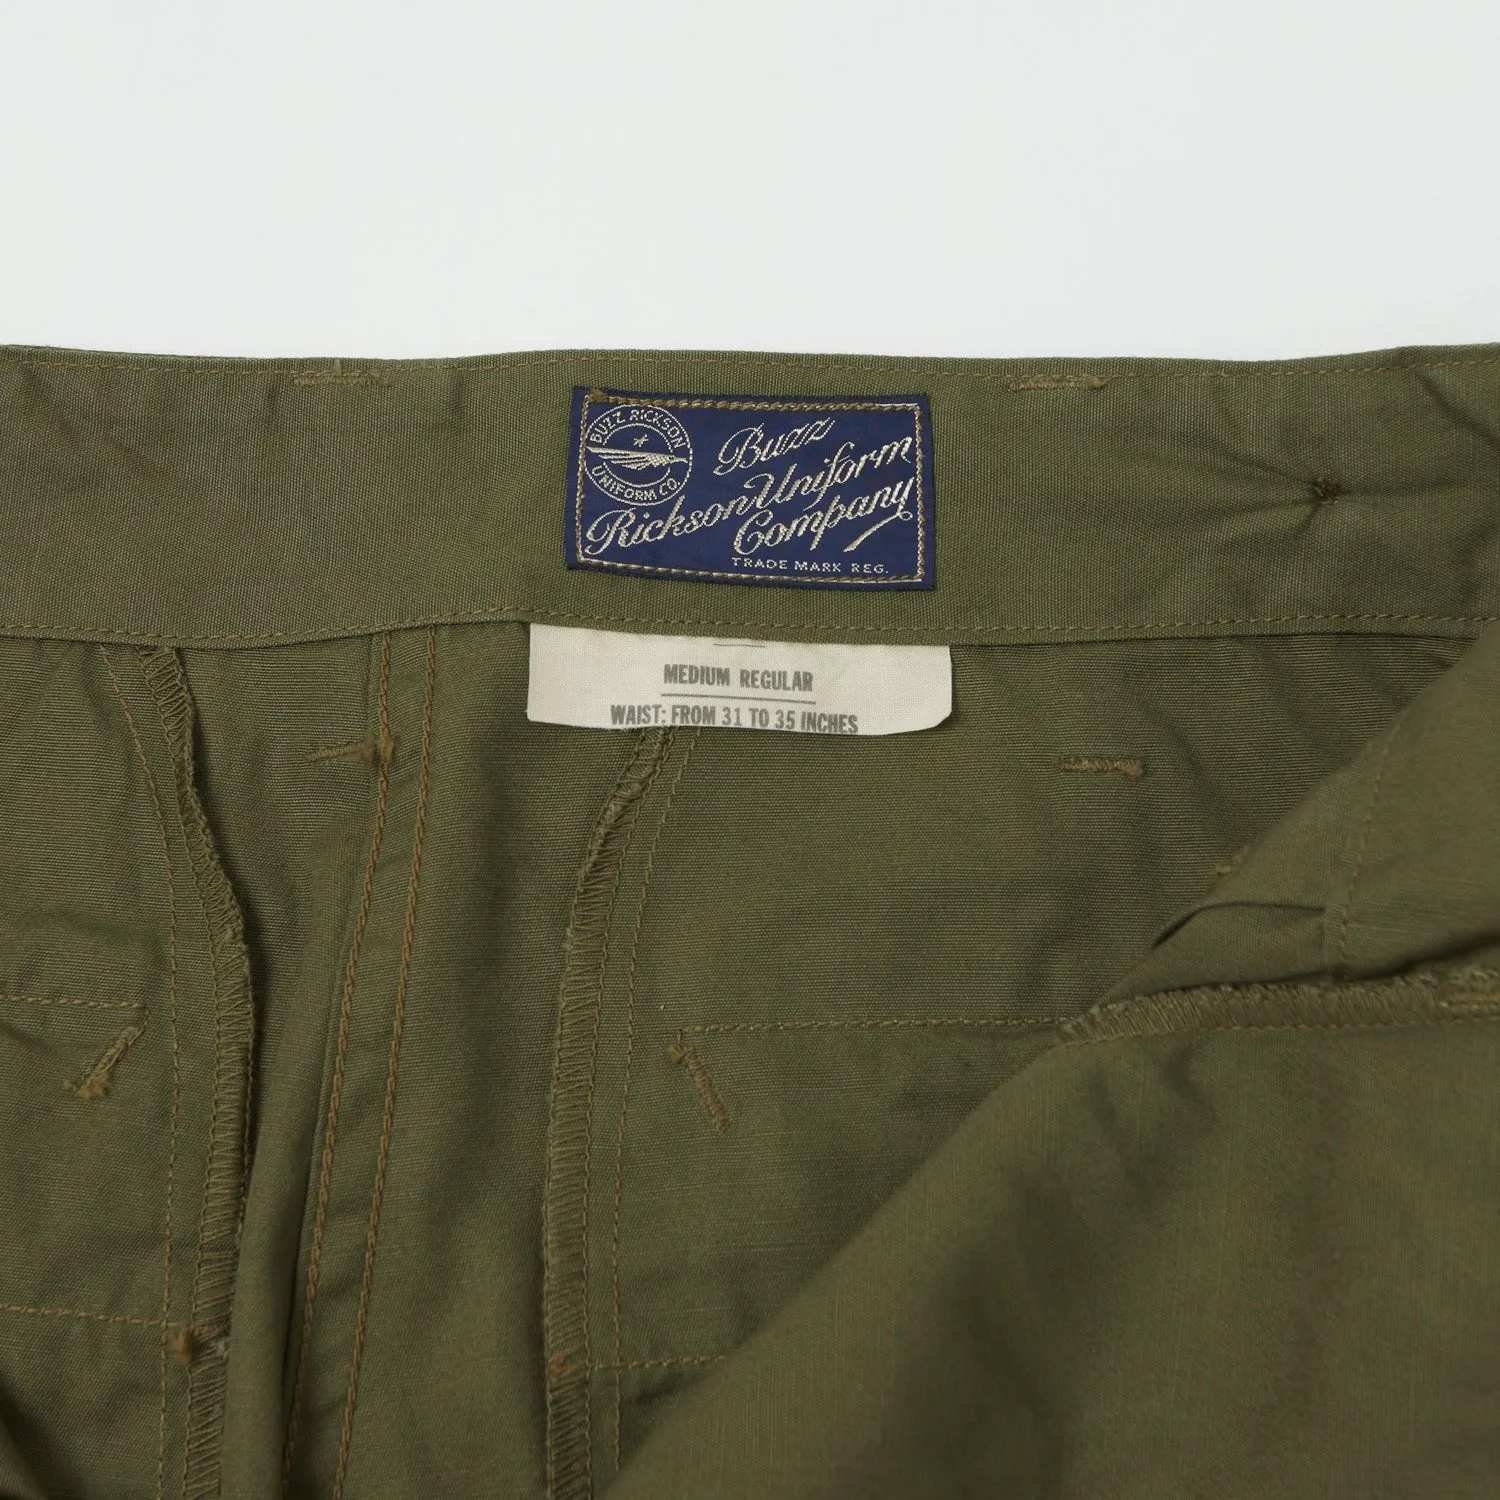 BUZZ RICKSON
UNIFORM CO.
Buzz
Rickson Uniform
Company
TRADE MARK REG.
MEDIUM REGULAR
WAIST: FROM 31 TO 35 INCHES